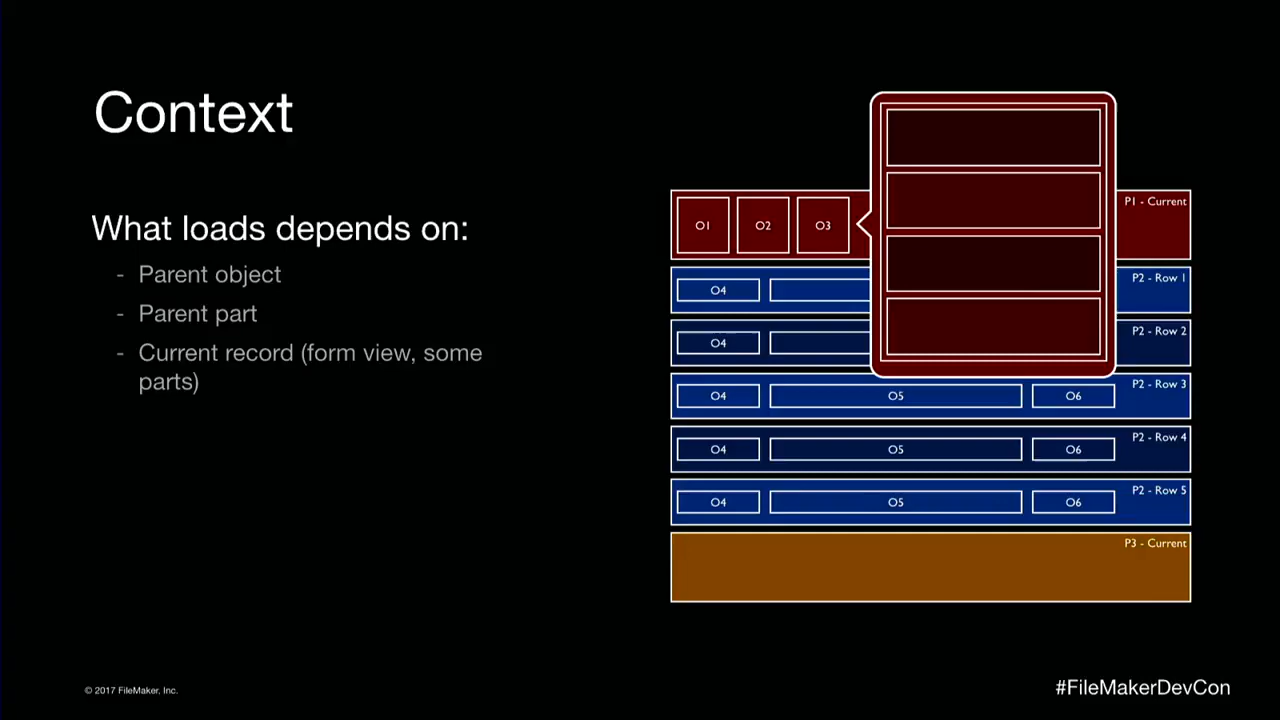 Context
What loads depends on:
- Parent object
- Parent part
- Current record (form view, some
parts)
P1 - Current
O1 O2 O3
P2 - Row 1
O4
P2 - Row 2
O4
P2 - Row 3
O4 O5 O6
P2 - Row 4
O4 O5 O6
P2 - Row 5
O4 O5 O6
P3 - Current
© 2017 FileMaker, Inc.
#FileMakerDevCon